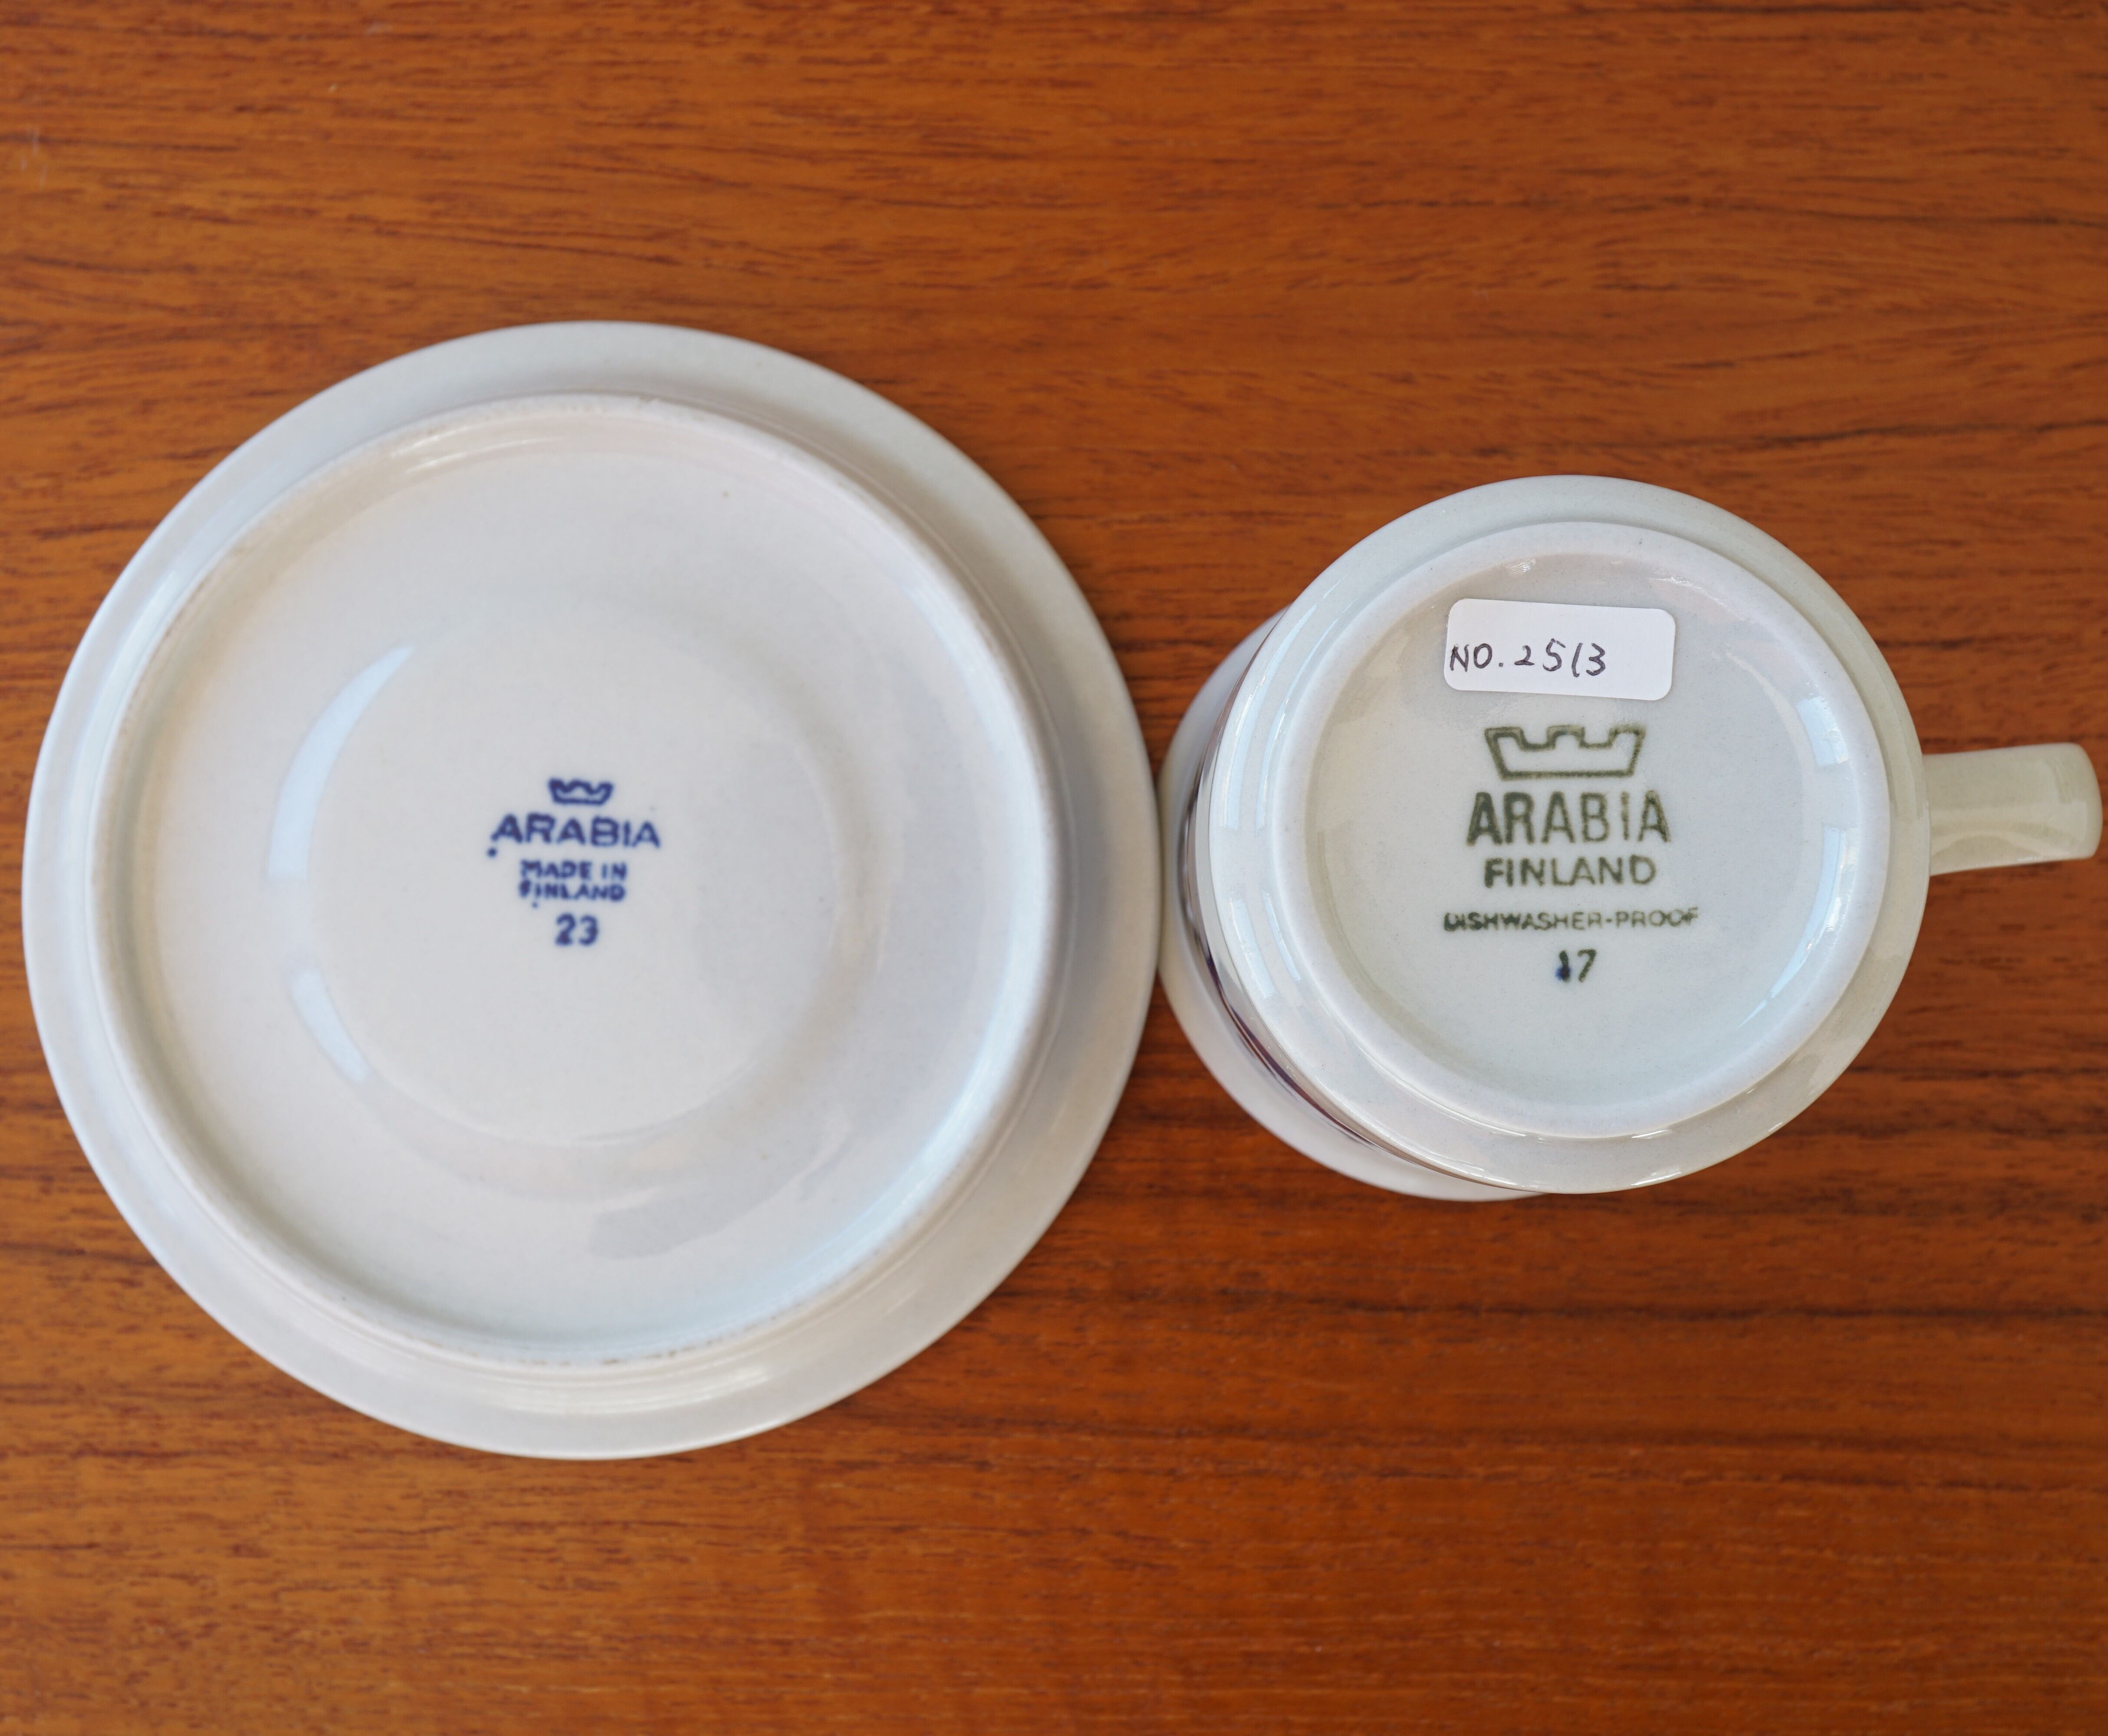 ARABIA
MADE IN
FINLAND
23
NO. 2513
ARABIA
FINLAND
DISHWASHER-PROOF
17